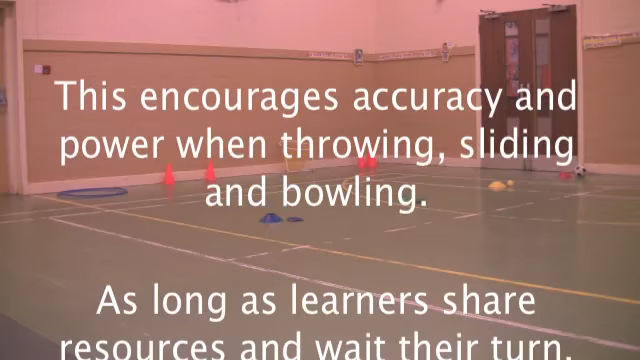 This encourages accuracy and
power when throwing, sliding
and bowling.
As long as learners share
resources and wait their turn,